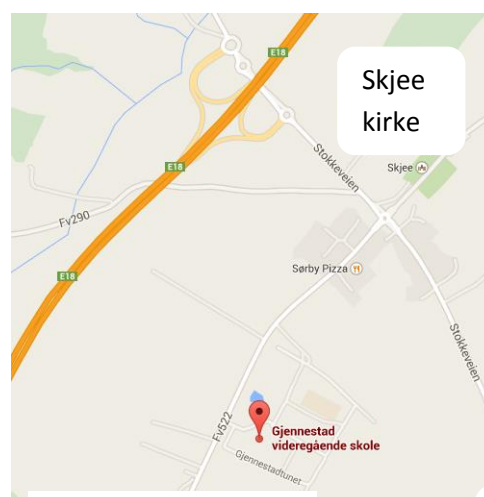 E18
Skjee
kirke
Stokkeveien
E18
Skjee
Fv290
Sørby Pizza
E18
Stokkeveien
Fv522
Gjennestad
videregående skole
Gjennestadtunet